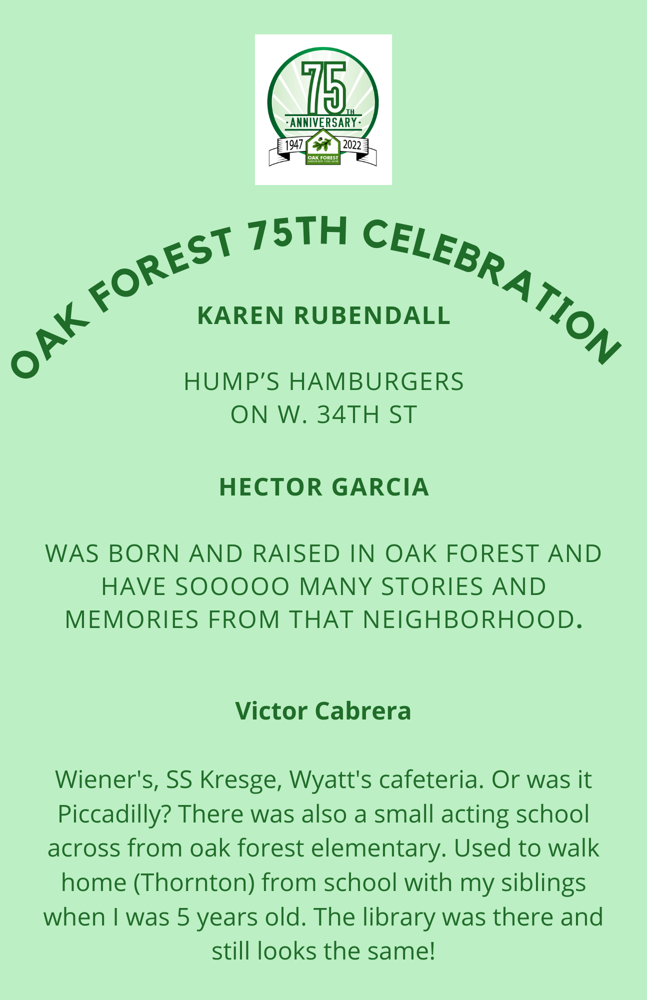 75TH
·ANNIVERSARY·
1947 2022
OAK FOREST
HOMEOWNERS ASSOCIATION
OAK FOREST 75TH CELEBRATION
KAREN RUBENDALL
HUMP’S HAMBURGERS
ON W. 34TH ST
HECTOR GARCIA
WAS BORN AND RAISED IN OAK FOREST AND
HAVE SOOOOO MANY STORIES AND
MEMORIES FROM THAT NEIGHBORHOOD.
Victor Cabrera
Wiener's, SS Kresge, Wyatt's cafeteria. Or was it
Piccadilly? There was also a small acting school
across from oak forest elementary. Used to walk
home (Thornton) from school with my siblings
when I was 5 years old. The library was there and
still looks the same!